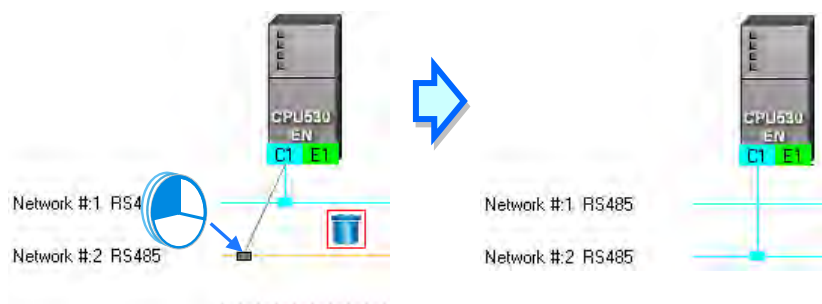 CPU530
EN
C1 E1
Network #:1 RS4
Network #:2 RS485
CPU530
EN
C1 E1
Network #:1 RS485
Network #:2 RS485